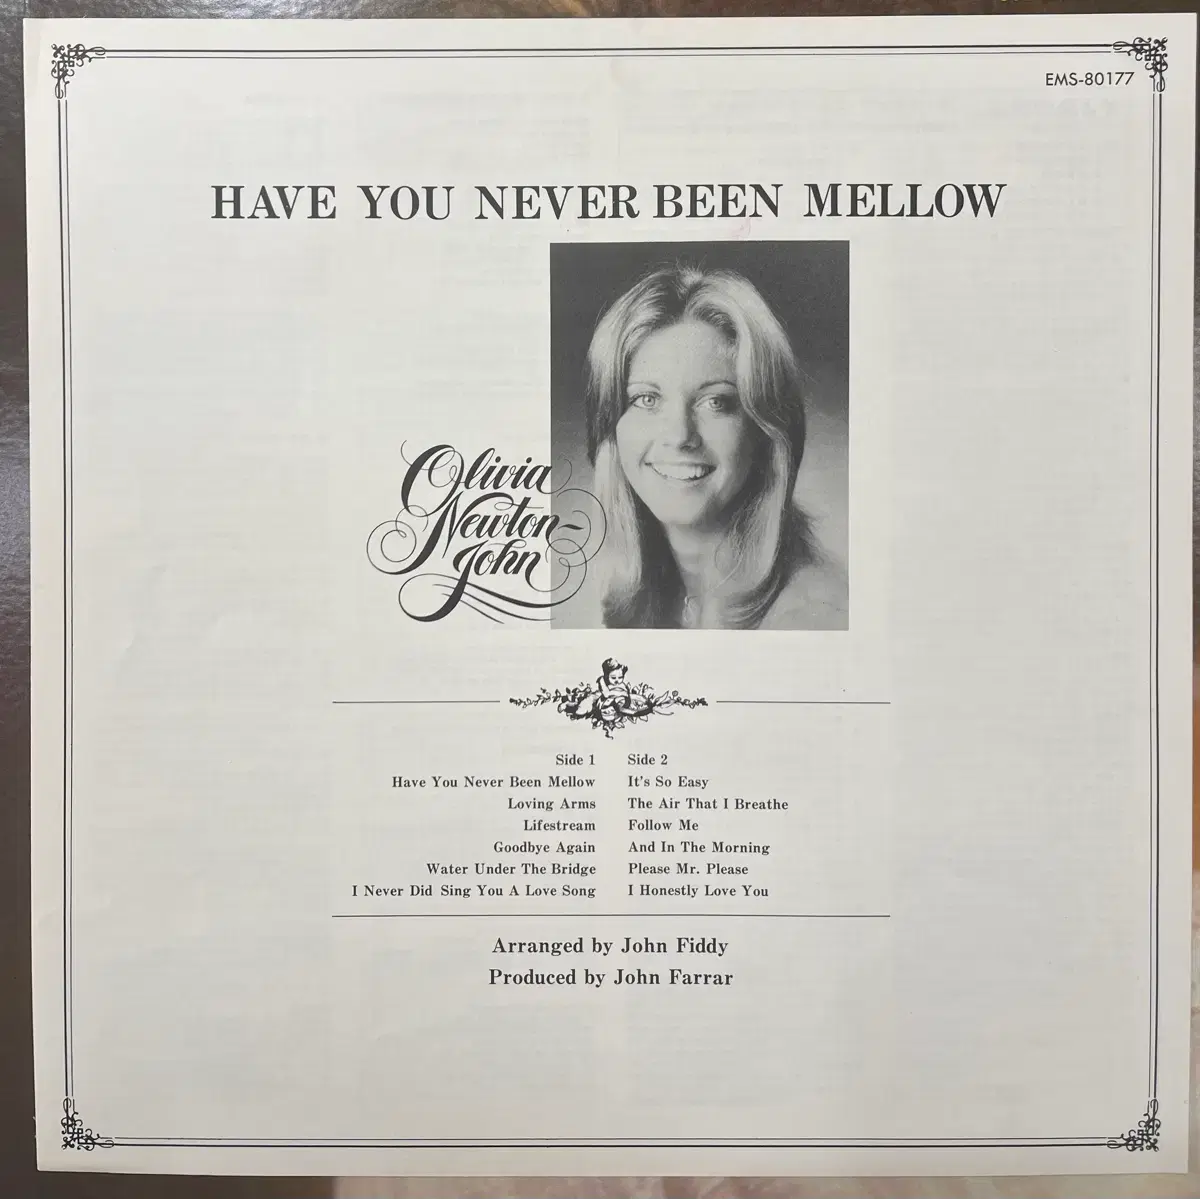 EMS-80177
HAVE YOU NEVER BEEN MELLOW
Olivia
Newton-
John
Side 1
Have You Never Been Mellow
Loving Arms
Lifestream
Goodbye Again
Water Under The Bridge
I Never Did Sing You A Love Song
Side 2
It's So Easy
The Air That I Breathe
Follow Me
And In The Morning
Please Mr. Please
I Honestly Love You
Arranged by John Fiddy
Produced by John Farrar